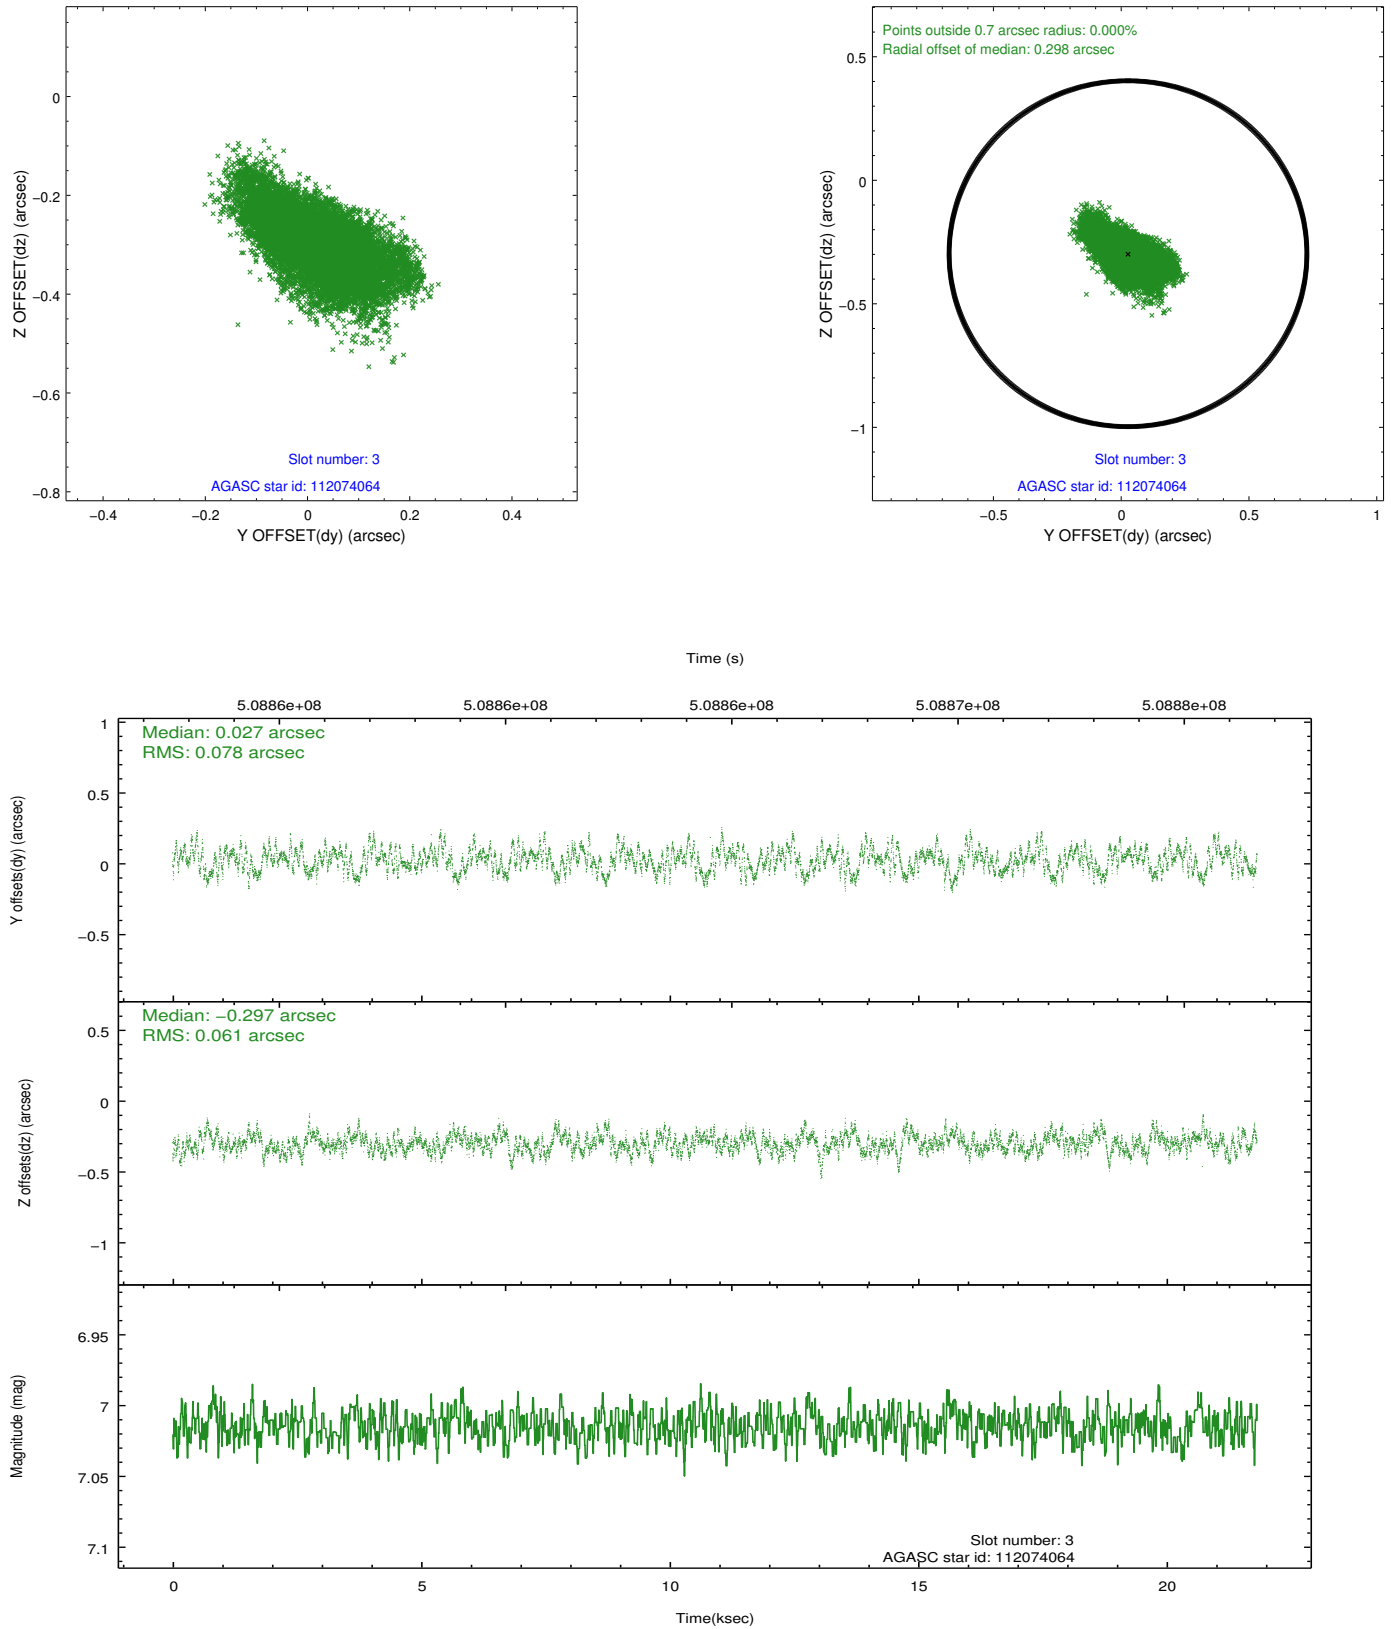 0
−0.2
−0.4
−0.6
−0.8
Z OFFSET(dz) (arcsec)
Slot number: 3
AGASC star id: 112074064
−0.4 −0.2 0 0.2 0.4
Y OFFSET(dy) (arcsec)
Points outside 0.7 arcsec radius: 0.000%
Radial offset of median: 0.298 arcsec
0.5
0
−0.5
−1
Z OFFSET(dz) (arcsec)
Slot number: 3
AGASC star id: 112074064
−0.5 0 0.5 1
Y OFFSET(dy) (arcsec)
Time (s)
5.0886e+08 5.0886e+08 5.0886e+08 5.0887e+08 5.0888e+08
Median: 0.027 arcsec
RMS: 0.078 arcsec
1
0.5
0
−0.5
Y offsets(dy) (arcsec)
Median: −0.297 arcsec
RMS: 0.061 arcsec
0.5
0
−0.5
−1
Z offsets(dz) (arcsec)
6.95
7
7.05
7.1
Magnitude (mag)
Slot number: 3
AGASC star id: 112074064
0 5 10 15 20
Time(ksec)